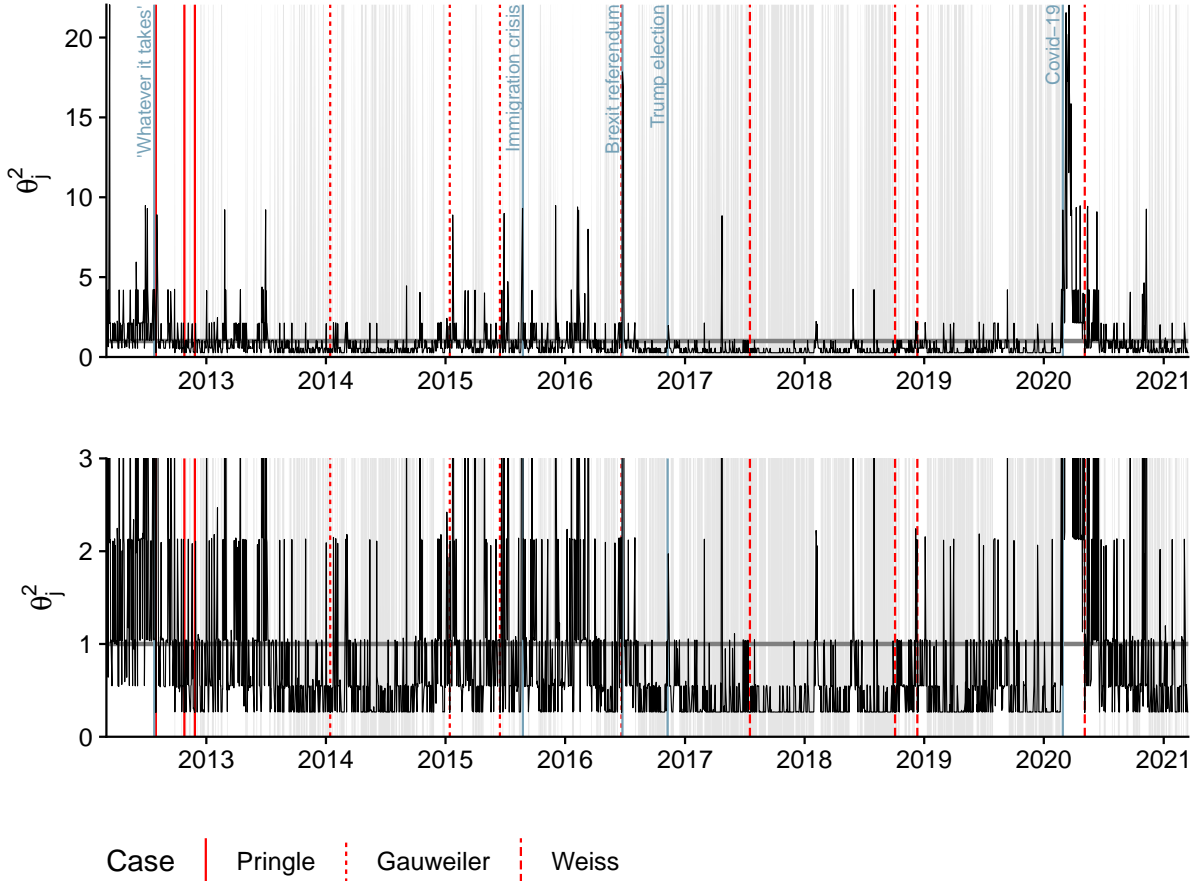 20
15
10
5
0
θ²j
'Whatever it takes'
Immigration crisis
Brexit referendum
Trump election
Covid−19
2013 2014 2015 2016 2017 2018 2019 2020 2021
3
2
1
0
θ²j
2013 2014 2015 2016 2017 2018 2019 2020 2021
Case Pringle Gauweiler Weiss